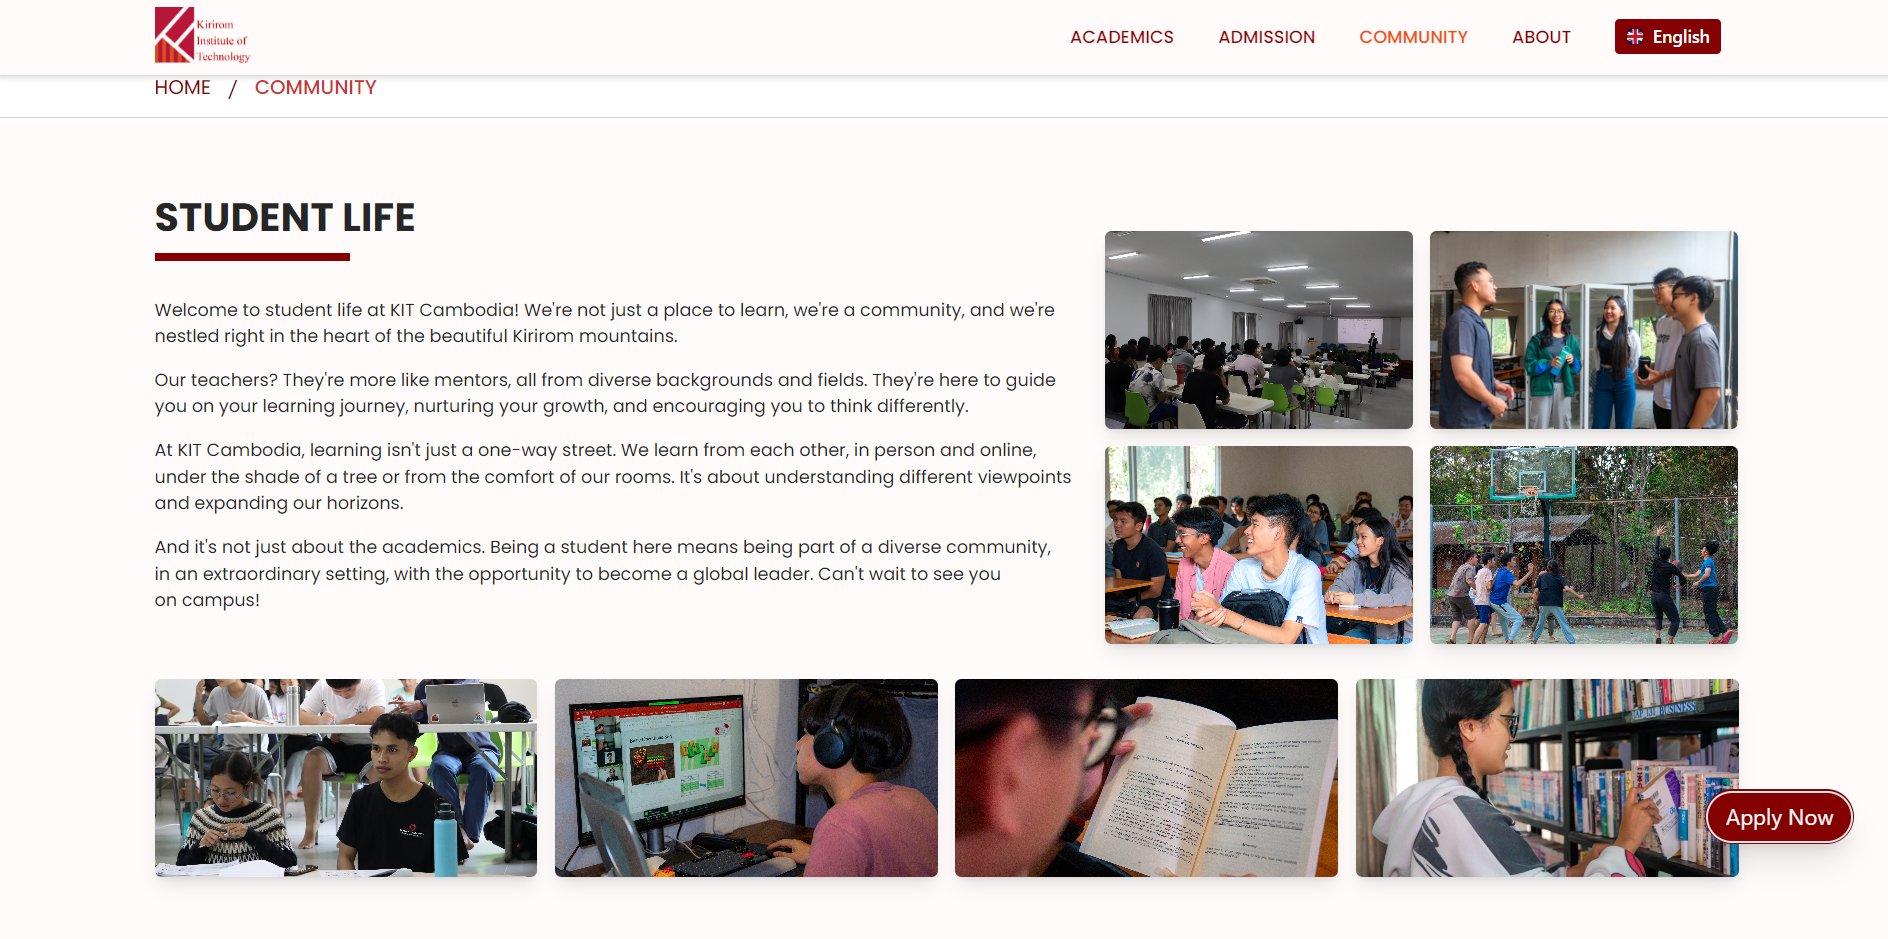 Kirirom
Institute of
Technology
ACADEMICS
ADMISSION
COMMUNITY
ABOUT
English
HOME / COMMUNITY
STUDENT LIFE
Welcome to student life at KIT Cambodia! We're not just a place to learn, we're a community, and we're
nestled right in the heart of the beautiful Kirirom mountains.
Our teachers? They're more like mentors, all from diverse backgrounds and fields. They're here to guide
you on your learning journey, nurturing your growth, and encouraging you to think differently.
At KIT Cambodia, learning isn't just a one-way street. We learn from each other, in person and online,
under the shade of a tree or from the comfort of our rooms. It's about understanding different viewpoints
and expanding our horizons.
And it's not just about the academics. Being a student here means being part of a diverse community,
in an extraordinary setting, with the opportunity to become a global leader. Can't wait to see you
on campus!
BUSINESS
Apply Now